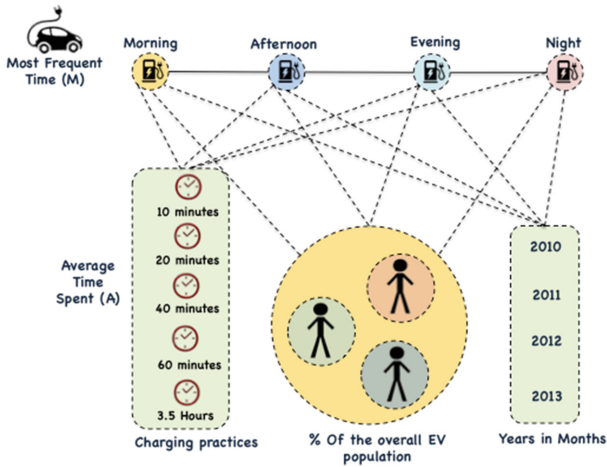 Most Frequent
Time (M)
Morning
Afternoon
Evening
Night
Average
Time
Spent (A)
10 minutes
20 minutes
40 minutes
60 minutes
3.5 Hours
Charging practices
% Of the overall EV
population
2010
2011
2012
2013
Years in Months